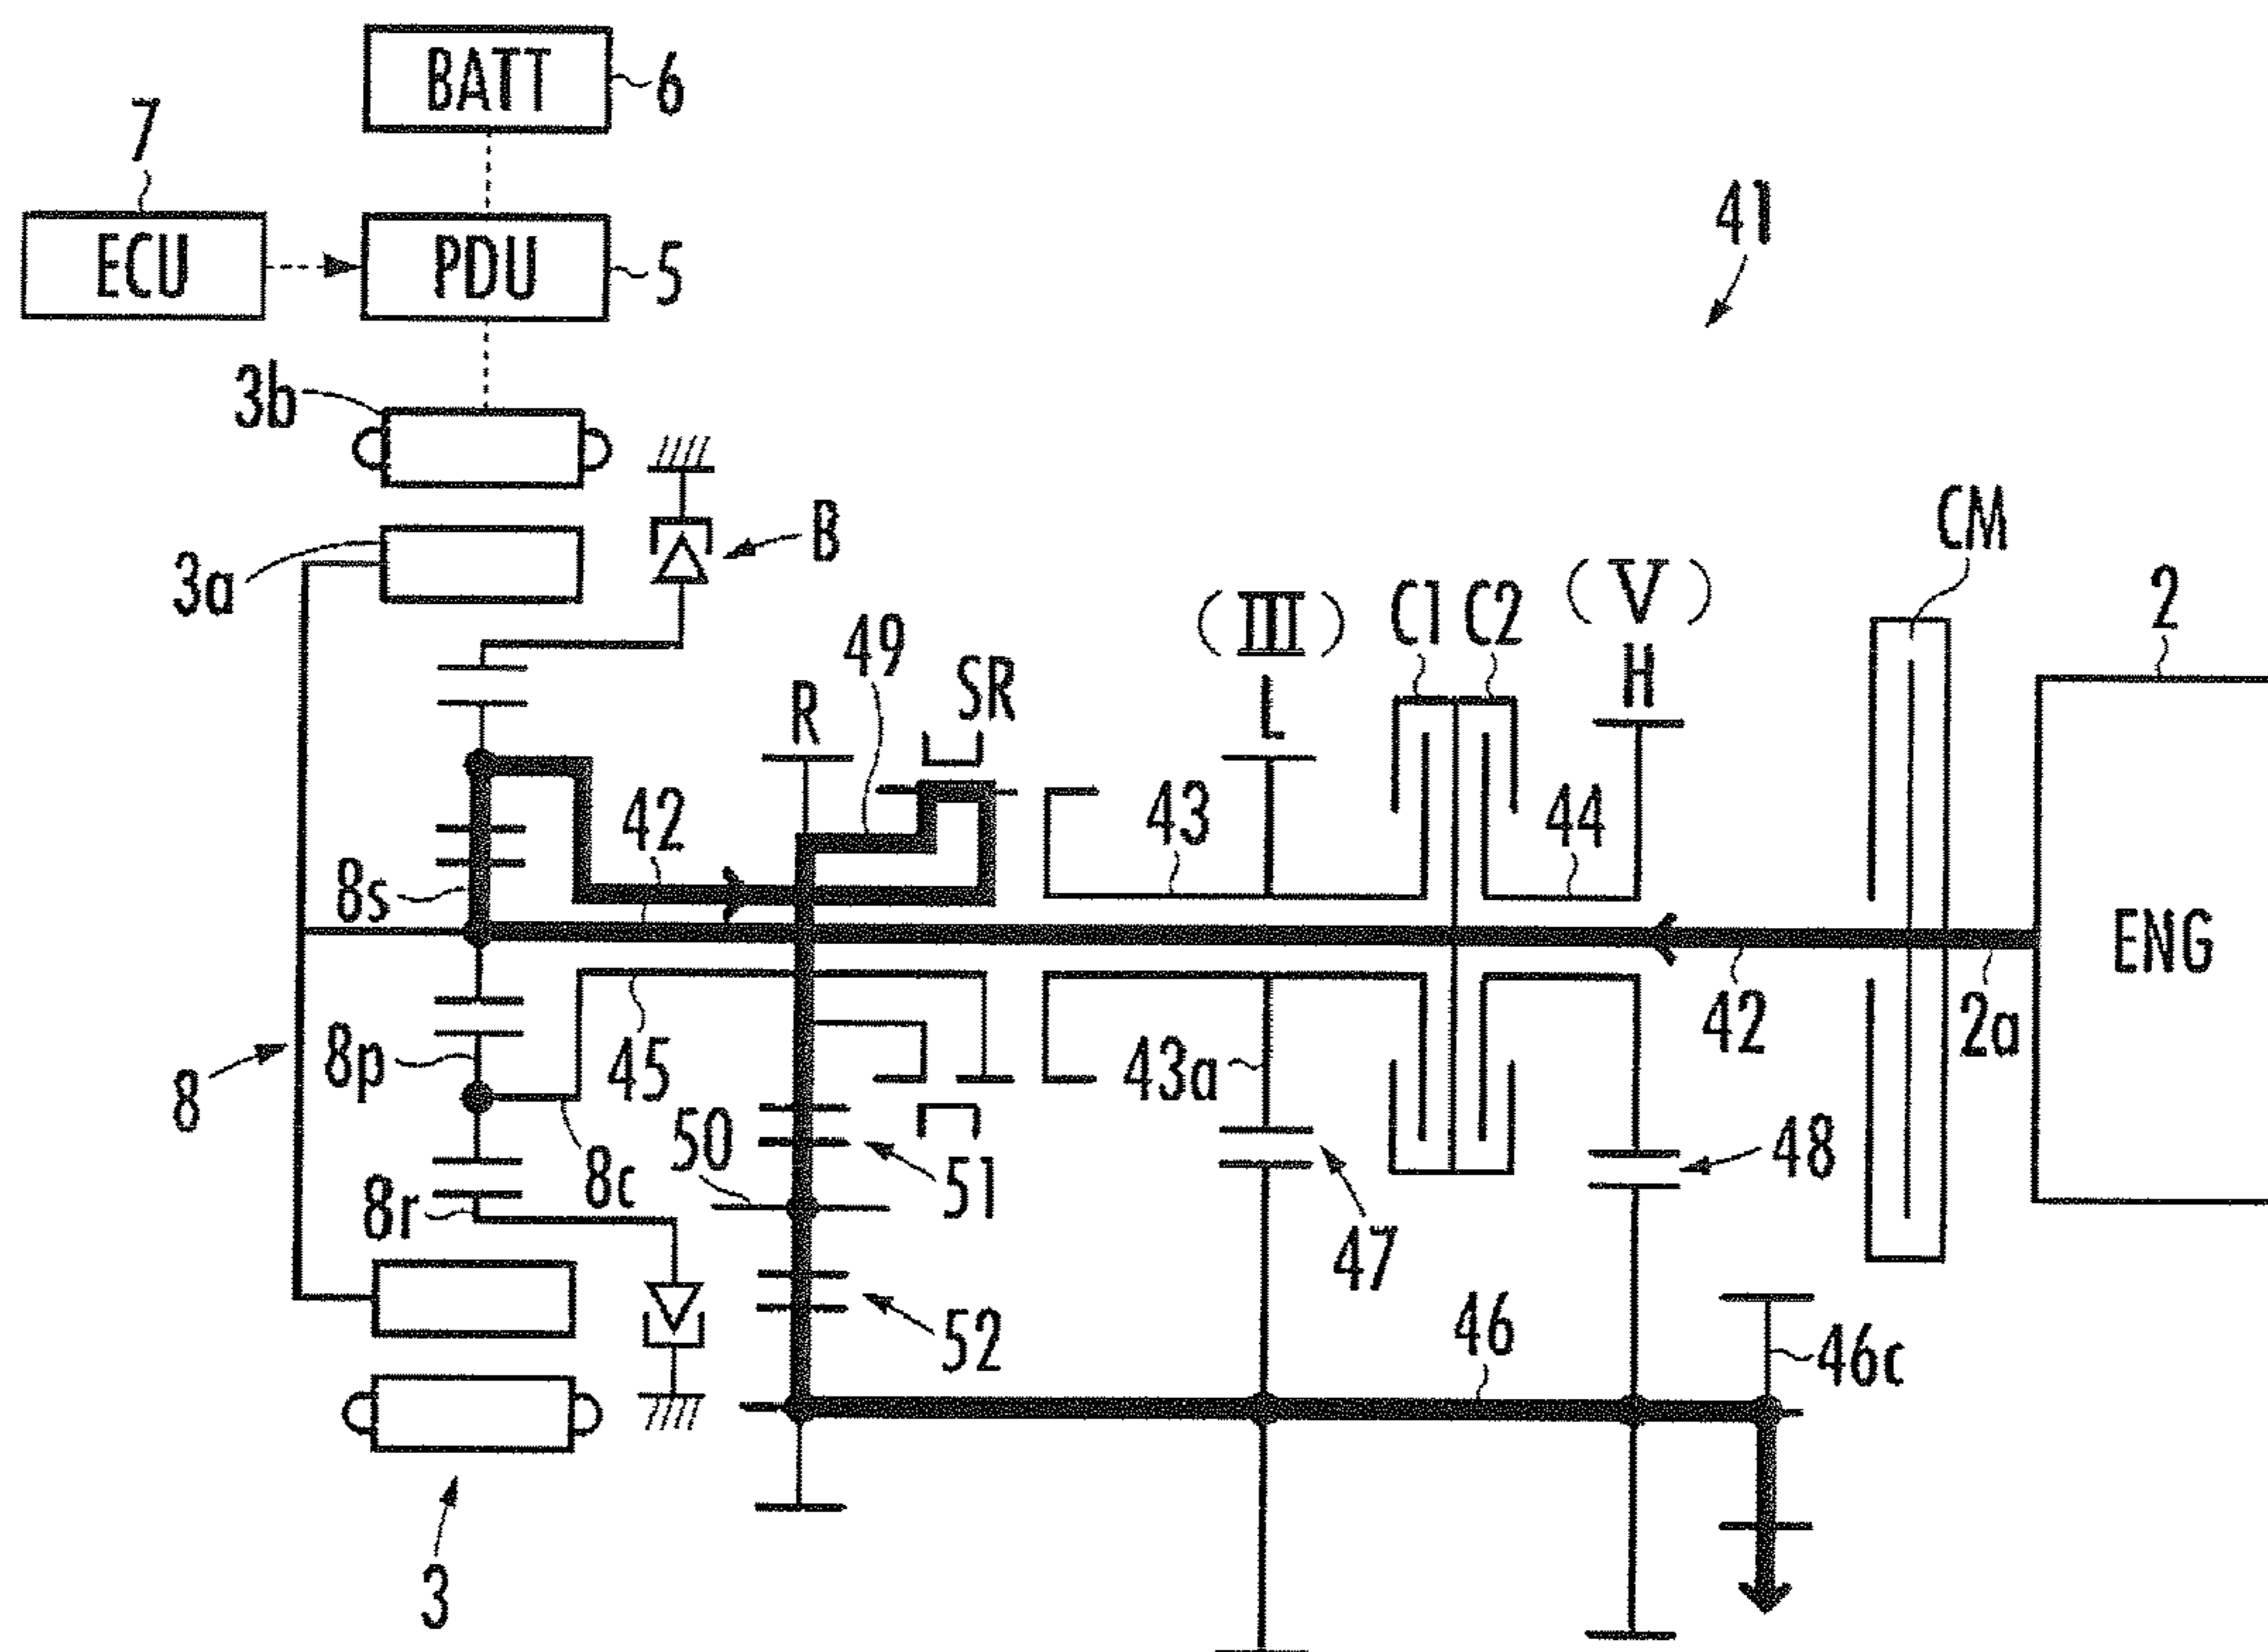 BATT
6
7
ECU
PDU
5
41
3b
3a
B
CM
2
49
SR
R
(III)
L
C1
C2
(V)
H
42
43
44
8s
ENG
42
2a
8p
45
43a
8
50
8c
51
48
8r
47
52
46
46c
3